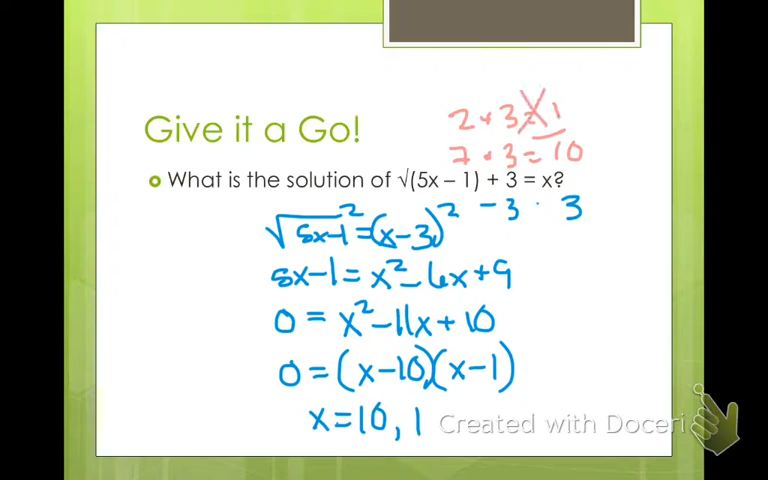 2 + 3 = 1
Give it a Go!
7 + 3 = 10
What is the solution of √(5x – 1) + 3 = x?
- 3 - 3
√5x-1² = (x-3)²
5x-1 = x² - 6x + 9
0 = x² - 11x + 10
0 = (x-10)(x-1)
x = 10, 1
Created with Doceri